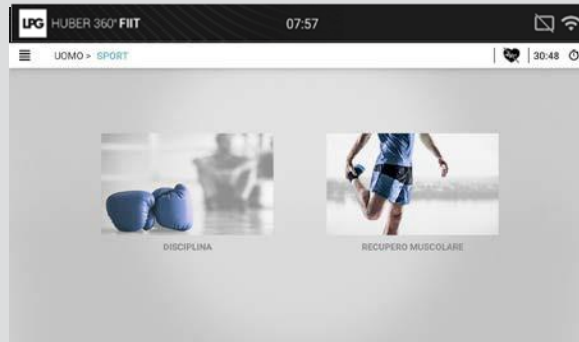 LPG HUBER 360° FIIT 07:57
UOMO > SPORT 30:48
DISCIPLINA RECUPERO MUSCOLARE